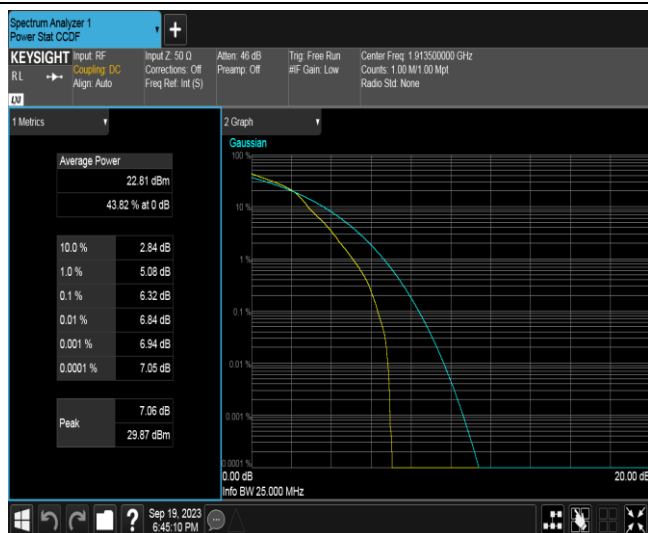 Spectrum Analyzer 1
Power Stat CCDF
+
KEYSIGHT
RL
Input: RF
Coupling: DC
Align: Auto
Input Z: 50 Ω
Corrections: Off
Freq Ref: Int (S)
Atten: 46 dB
Preamp: Off
Trig: Free Run
#IF Gain: Low
Center Freq: 1.913500000 GHz
Counts: 1.00 M/1.00 Mpt
Radio Std: None
LXI
1 Metrics
Average Power
22.81 dBm
43.82 % at 0 dB
10.0 % 2.84 dB
1.0 % 5.08 dB
0.1 % 6.32 dB
0.01 % 6.84 dB
0.001 % 6.94 dB
0.0001 % 7.05 dB
Peak
7.06 dB
29.87 dBm
2 Graph
Gaussian
100 %
10 %
1 %
0.1 %
0.01 %
0.001 %
0.0001 %
0.00 dB
20.00 dB
Info BW 25.000 MHz
?
Sep 19, 2023
6:45:10 PM